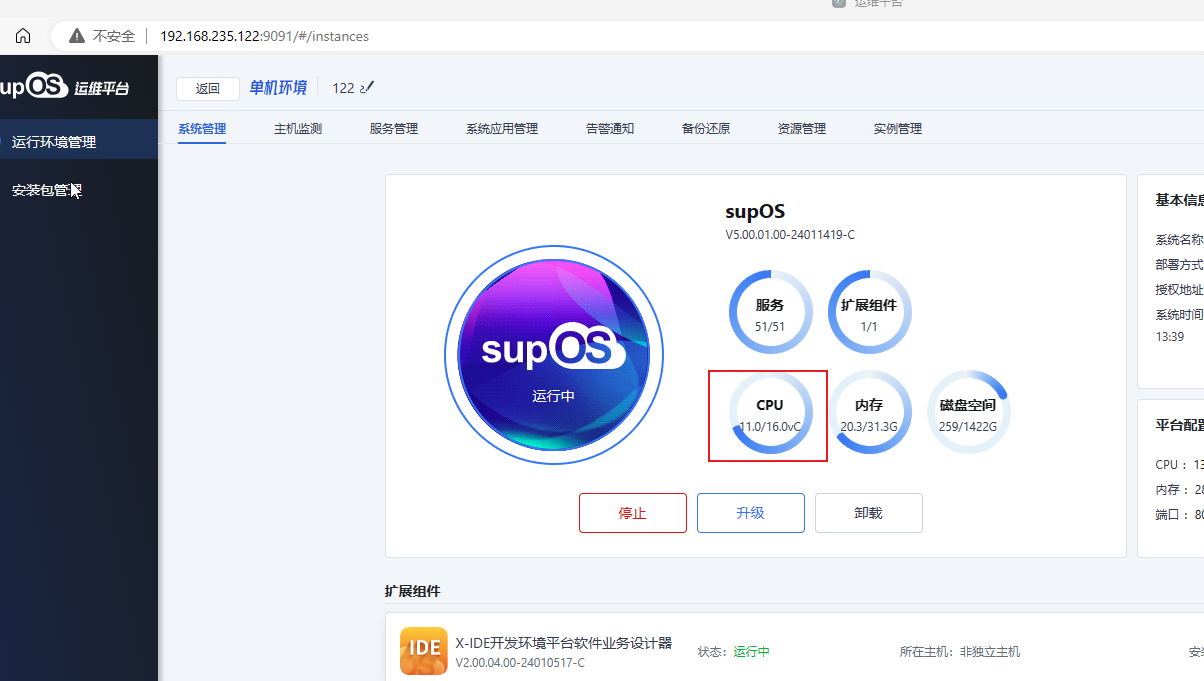 运维平台
不安全
192.168.235.122:9091/#/instances
supOS 运维平台
返回 单机环境 122
系统管理 主机监测 服务管理 系统应用管理 告警通知 备份还原 资源管理 实例管理
运行环境管理
安装包管理
supOS
V5.00.01.00-24011419-C
服务
51/51
扩展组件
1/1
supOS
运行中
CPU
11.0/16.0vC
内存
20.3/31.3G
磁盘空间
259/1422G
停止 升级 卸载
基本信息
系统名称
部署方式
授权地址
系统时间
13:39
平台配置
CPU： 13
内存： 28
端口： 80
扩展组件
IDE
X-IDE开发环境平台软件业务设计器
V2.00.04.00-24010517-C
状态： 运行中
所在主机： 非独立主机
安